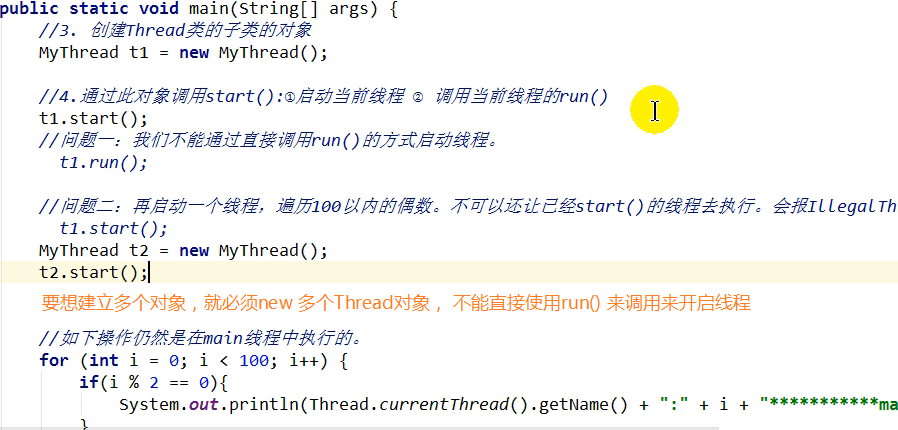 public static void main(String[] args) {
//3. 创建Thread类的子类的对象
MyThread t1 = new MyThread();
//4.通过此对象调用start():①启动当前线程 ② 调用当前线程的run()
t1.start();
//问题一：我们不能通过直接调用run()的方式启动线程。
t1.run();
//问题二：再启动一个线程，遍历100以内的偶数。不可以还让已经start()的线程去执行。会报IllegalTh
t1.start();
MyThread t2 = new MyThread();
t2.start();
要想建立多个对象，就必须new 多个Thread对象 ，不能直接使用run() 来调用来开启线程
//如下操作仍然是在main线程中执行的。
for (int i = 0; i < 100; i++) {
if(i % 2 == 0){
System.out.println(Thread.currentThread().getName() + ":" + i + "***********ma
}